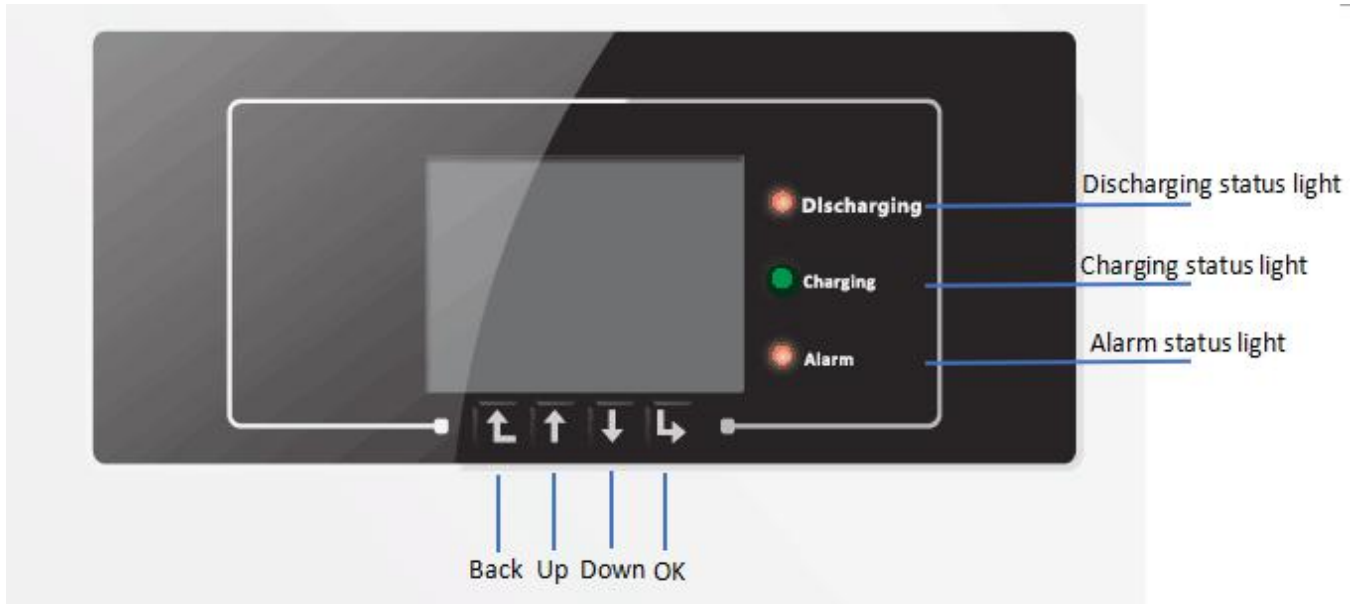 Discharging status light
DIscharging
Charging status light
Charging
Alarm status light
Alarm
Back Up Down OK